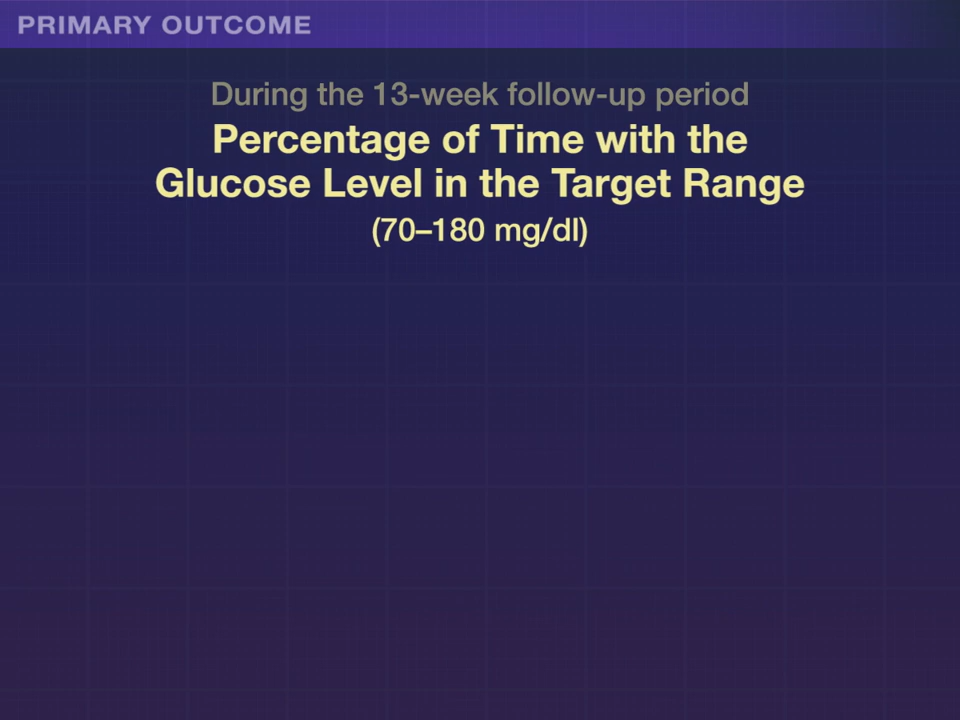 PRIMARY OUTCOME
During the 13-week follow-up period
Percentage of Time with the
Glucose Level in the Target Range
(70–180 mg/dl)